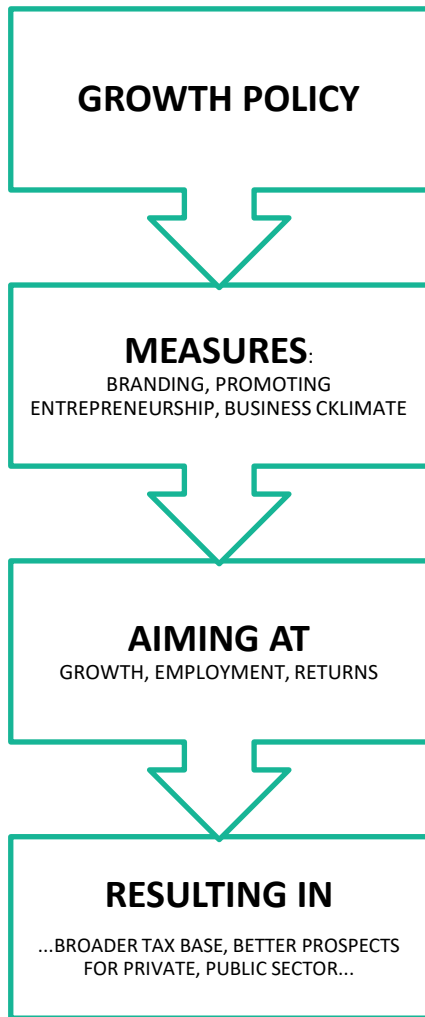 GROWTH POLICY
MEASURES:
BRANDING, PROMOTING
ENTREPRENEURSHIP, BUSINESS CKLIMATE
AIMING AT
GROWTH, EMPLOYMENT, RETURNS
RESULTING IN
...BROADER TAX BASE, BETTER PROSPECTS
FOR PRIVATE, PUBLIC SECTOR...